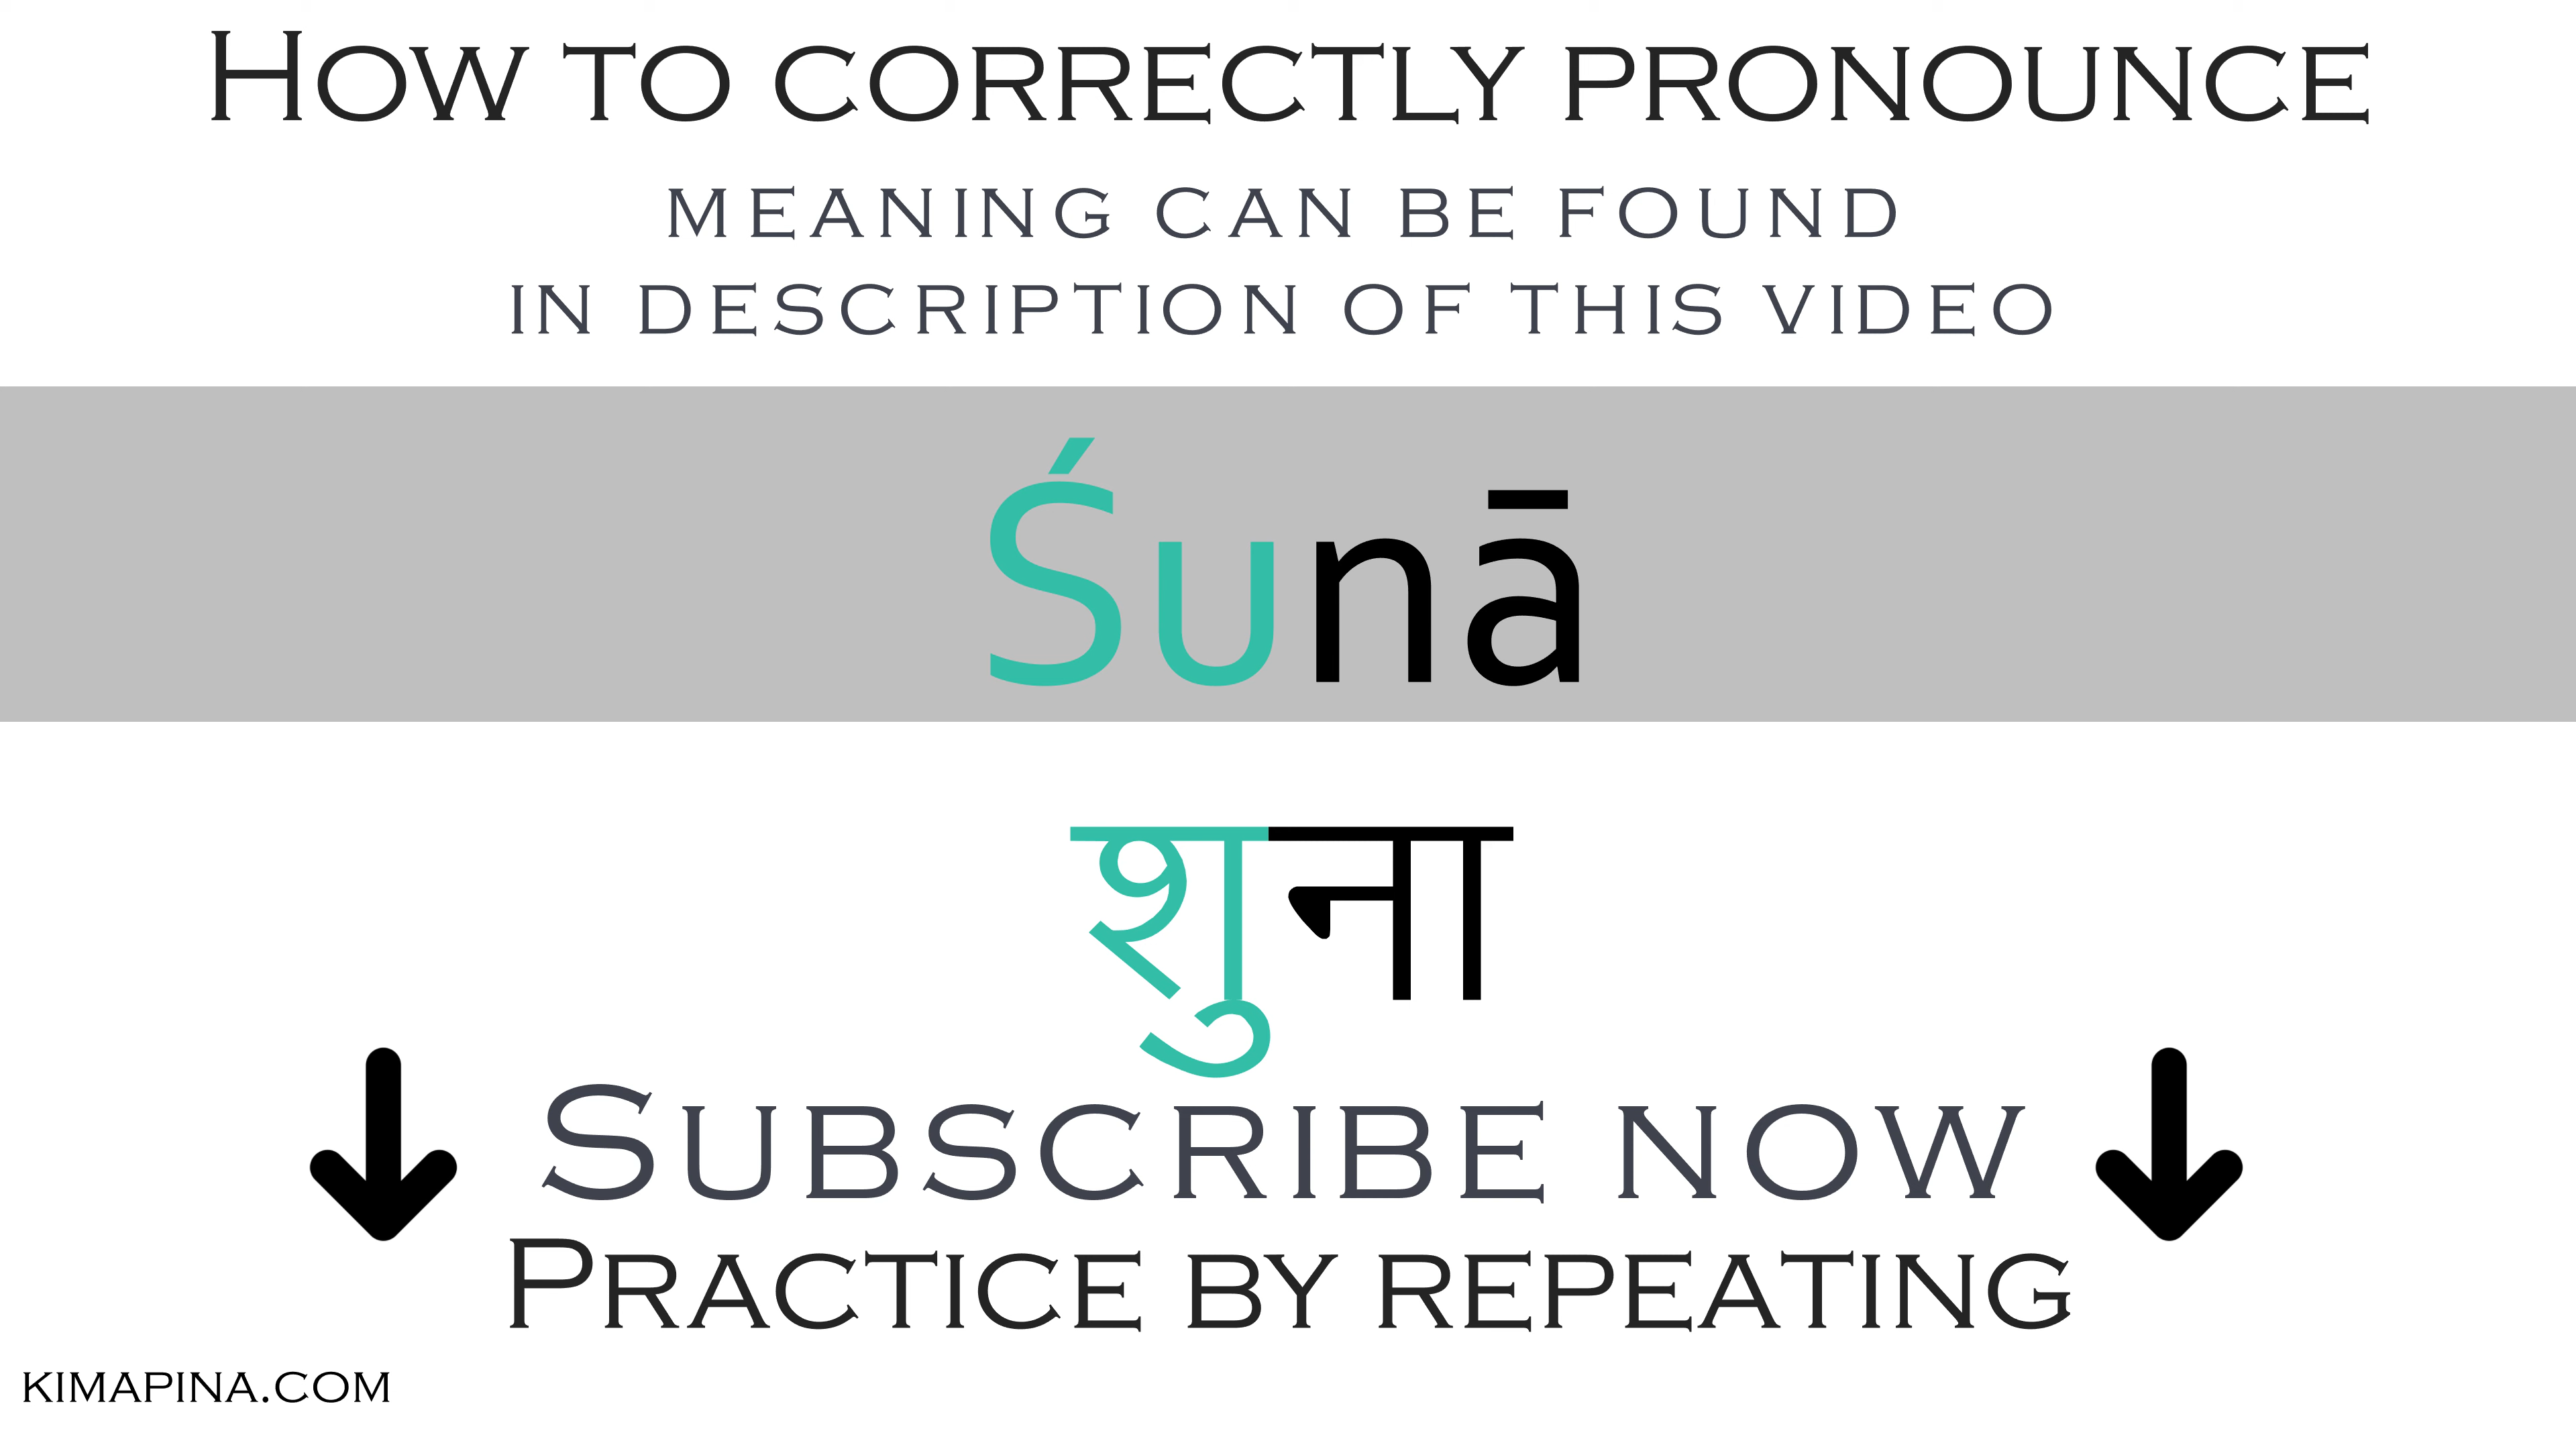 How to correctly pronounce
meaning can be found
in description of this video
Śunā
शुना
Subscribe now
Practice by repeating
kimapina.com